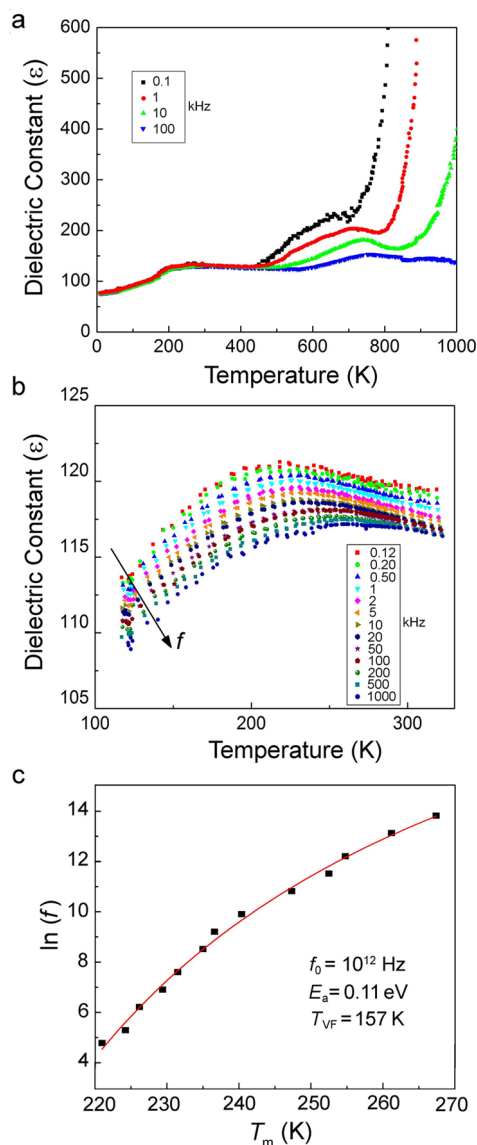 a
600
500
400
300
200
100
0
Dielectric Constant (ε)
0.1
1
10
100
kHz
0 200 400 600 800 1000
Temperature (K)
b
125
120
115
110
105
Dielectric Constant (ε)
f
0.12
0.20
0.50
1
2
5
10
20
50
100
200
500
1000
kHz
100 200 300
Temperature (K)
c
14
12
10
8
6
4
ln (f)
f₀ = 10¹² Hz
Eₐ = 0.11 eV
T_VF = 157 K
220 230 240 250 260 270
Tₘ (K)